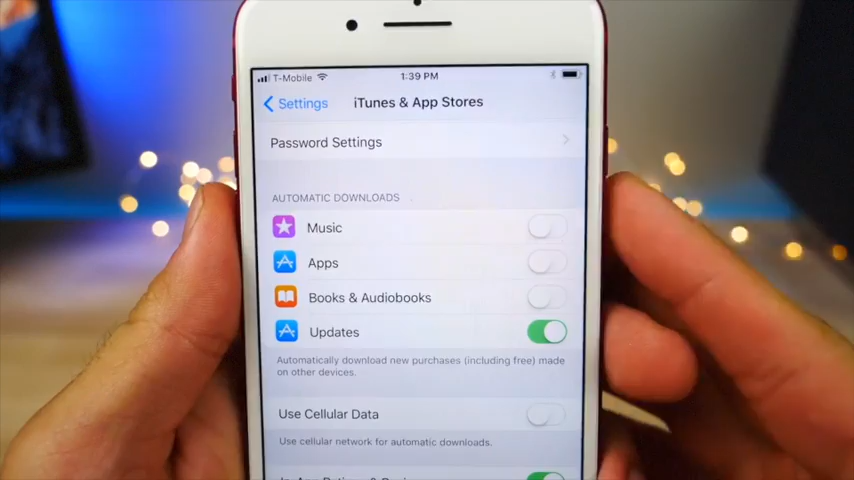 T-Mobile 1:39 PM
Settings iTunes & App Stores
Password Settings
AUTOMATIC DOWNLOADS
Music
Apps
Books & Audiobooks
Updates
Automatically download new purchases (including free) made
on other devices.
Use Cellular Data
Use cellular network for automatic downloads.